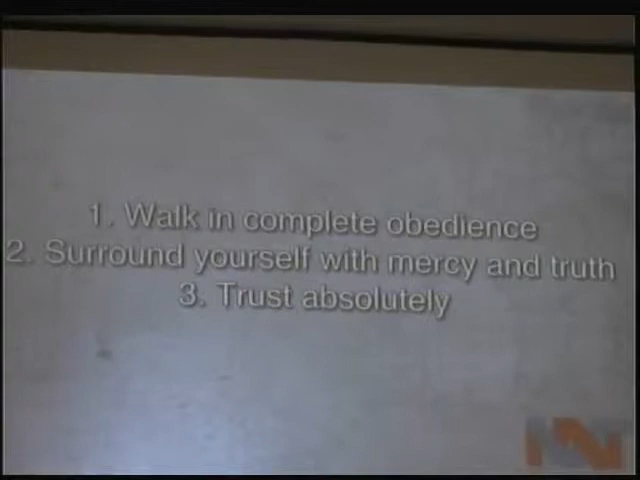 1. Walk in complete obedience
2. Surround yourself with mercy and truth
3. Trust absolutely